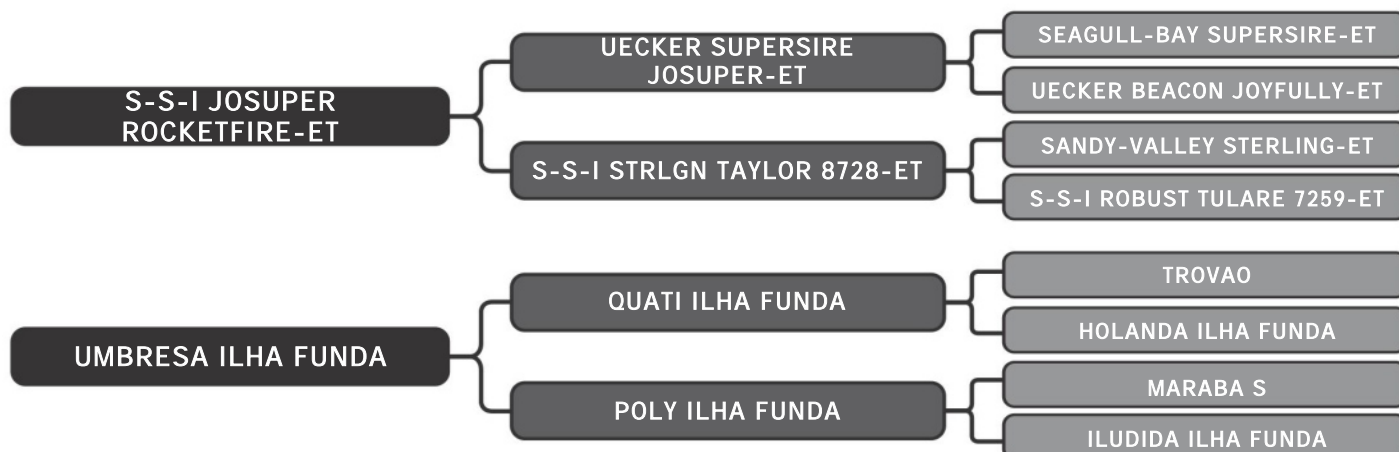 S-S-I JOSUPER
ROCKETFIRE-ET
UECKER SUPERSIRE
JOSUPER-ET
SEAGULL-BAY SUPERSIRE-ET
UECKER BEACON JOYFULLY-ET
S-S-I STRLGN TAYLOR 8728-ET
SANDY-VALLEY STERLING-ET
S-S-I ROBUST TULARE 7259-ET
UMBRESA ILHA FUNDA
QUATI ILHA FUNDA
TROVAO
HOLANDA ILHA FUNDA
POLY ILHA FUNDA
MARABA S
ILUDIDA ILHA FUNDA